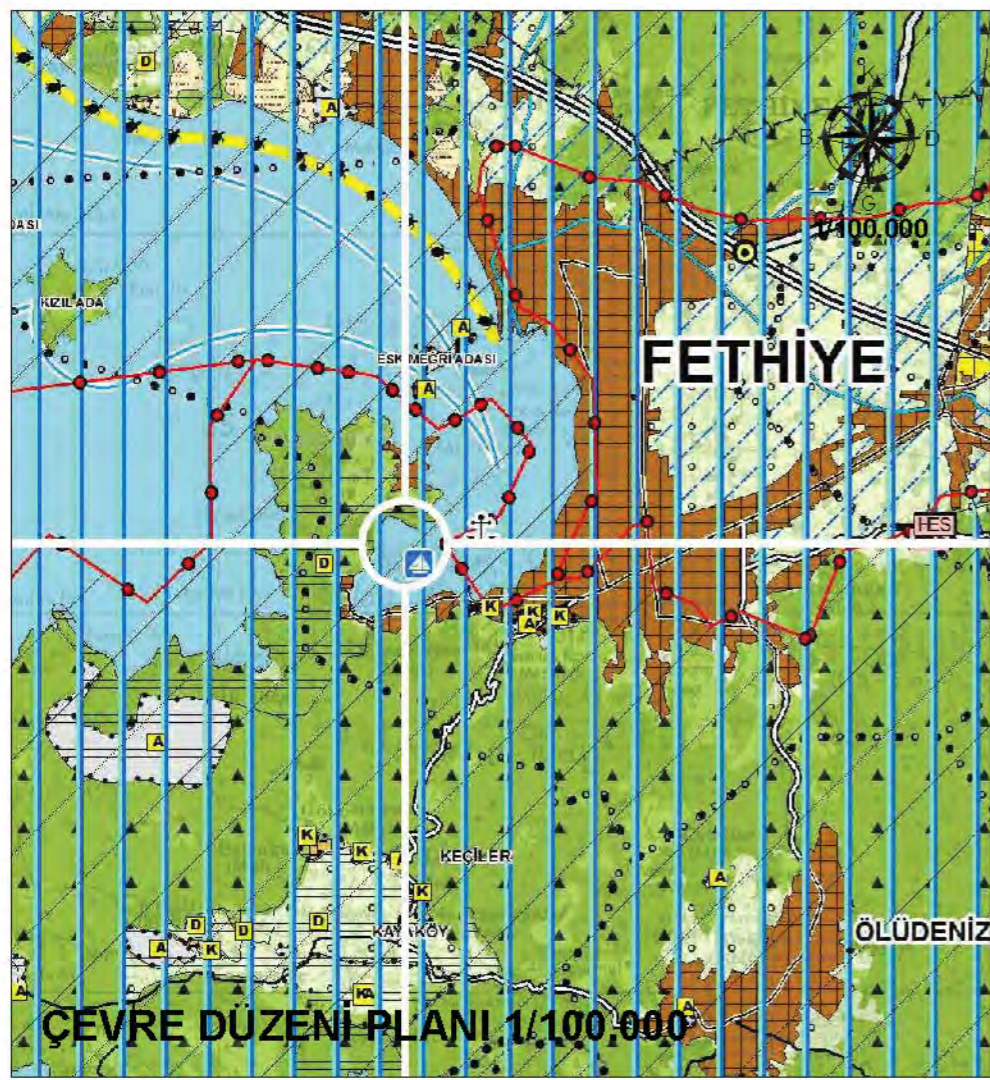 D
A
B
D
G
1/100.000
DASI
KIZILADA
A
ESKİ MEĞRİ ADASI
FETHİYE
A
HES
D
K
K
K
A
A
K
K
KEÇİLER
A
K
D
D
D
K
A
KAYAKÖY
ÖLÜDENİZ
A
KA
A
ÇEVRE DÜZENİ PLANI 1/100 000